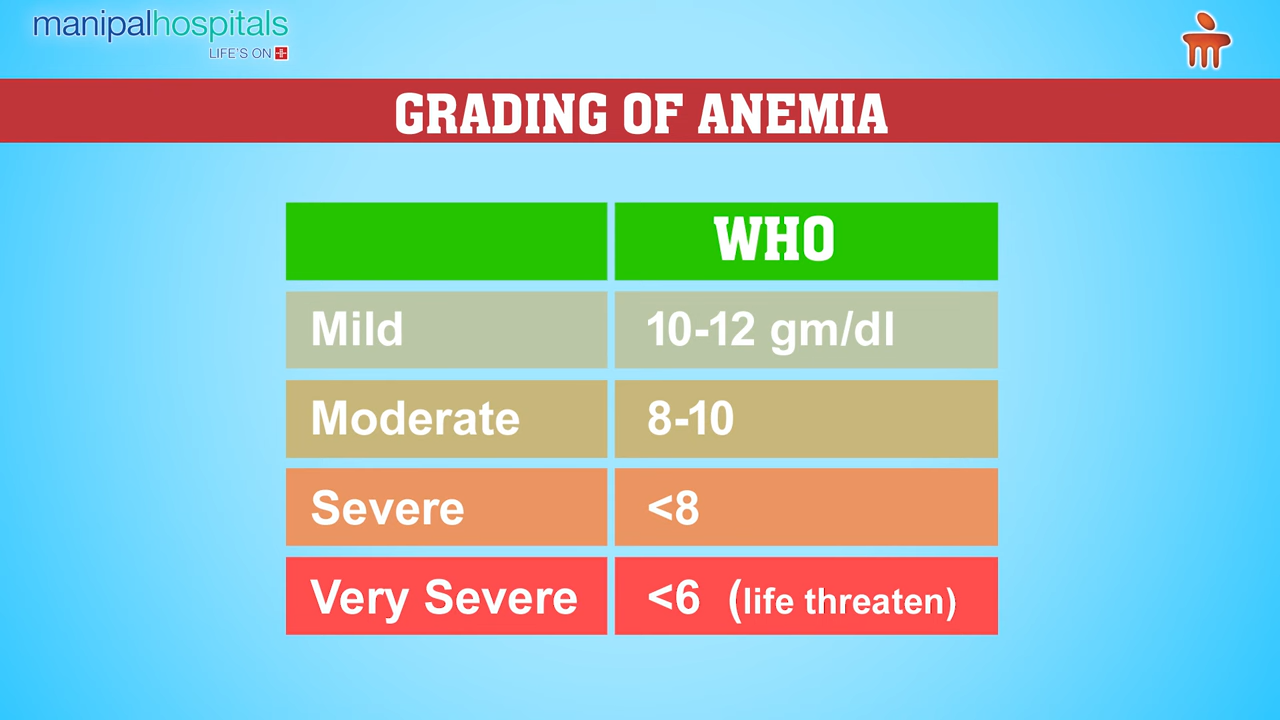 manipalhospitals
LIFE'S ON
GRADING OF ANEMIA
WHO
Mild 10-12 gm/dl
Moderate 8-10
Severe <8
Very Severe <6 (life threaten)